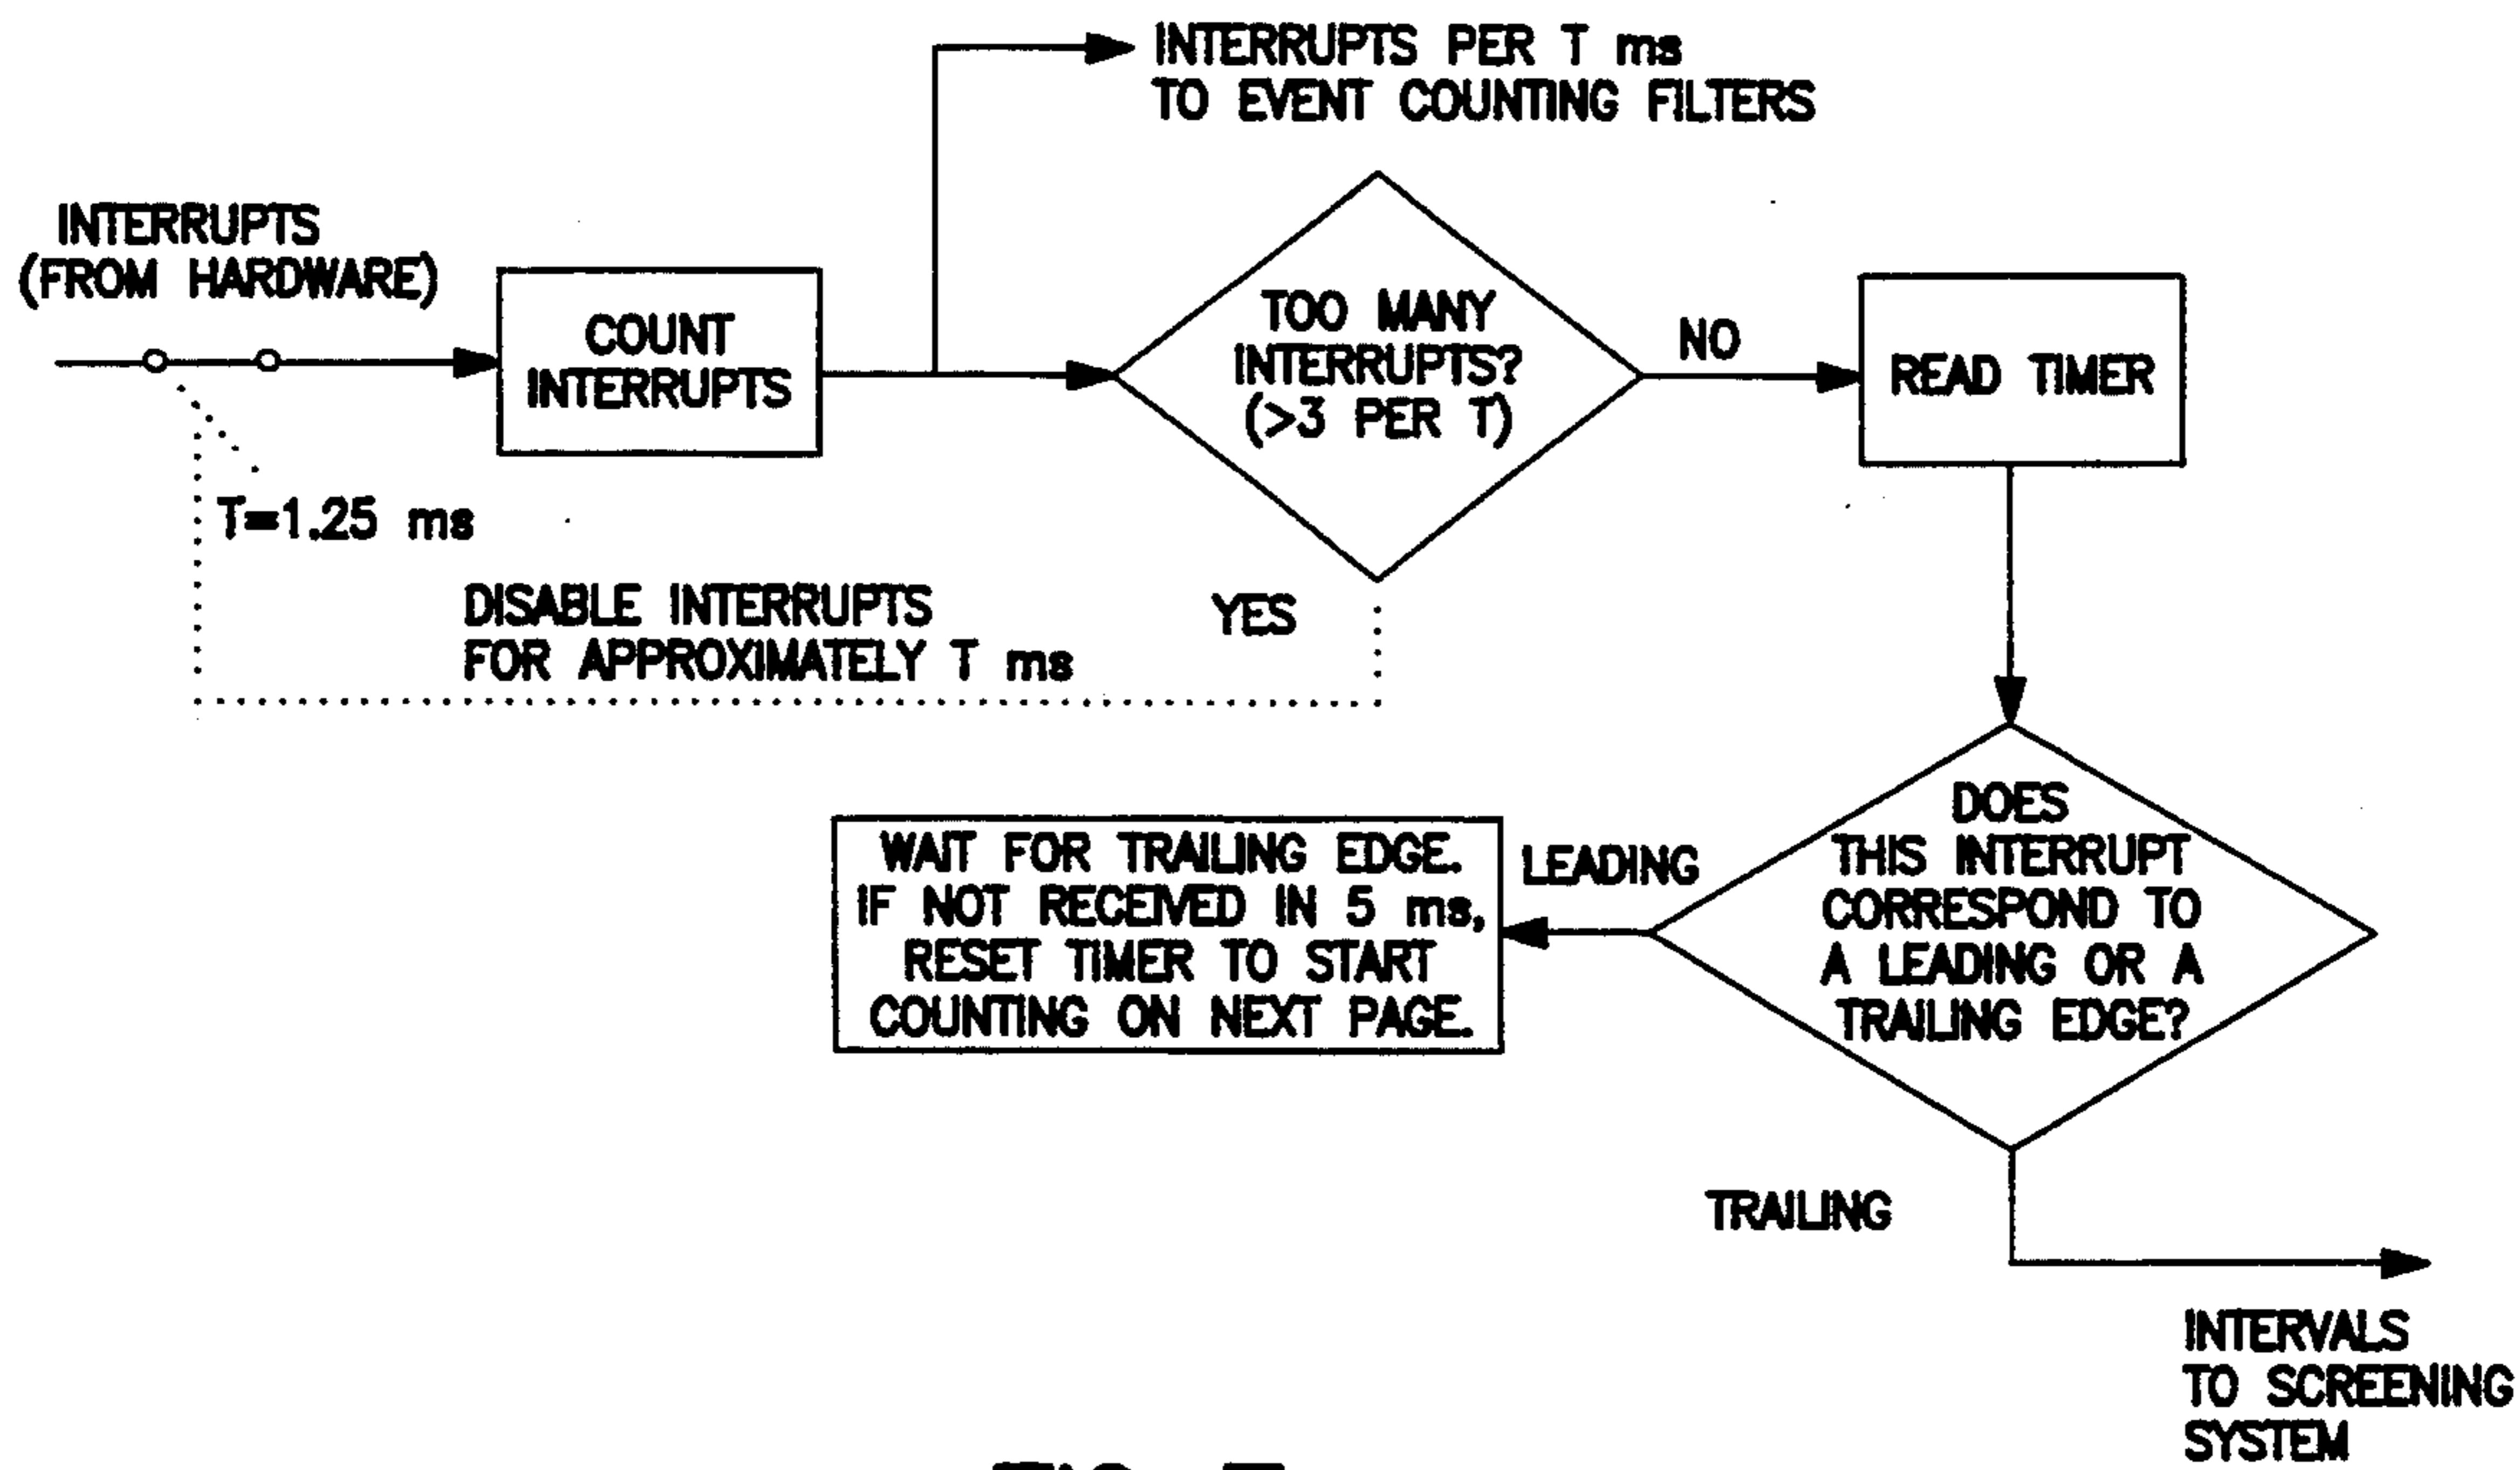 INTERRUPTS PER T ms
TO EVENT COUNTING FILTERS
INTERRUPTS
(FROM HARDWARE)
COUNT
INTERRUPTS
TOO MANY
INTERRUPTS?
(>3 PER T)
NO
READ TIMER
T=1.25 ms
DISABLE INTERRUPTS
FOR APPROXIMATELY T ms
YES
DOES
THIS INTERRUPT
CORRESPOND TO
A LEADING OR A
TRAILING EDGE?
LEADING
WAIT FOR TRAILING EDGE.
IF NOT RECEIVED IN 5 ms,
RESET TIMER TO START
COUNTING ON NEXT PAGE.
TRAILING
INTERVALS
TO SCREENING
SYSTEM